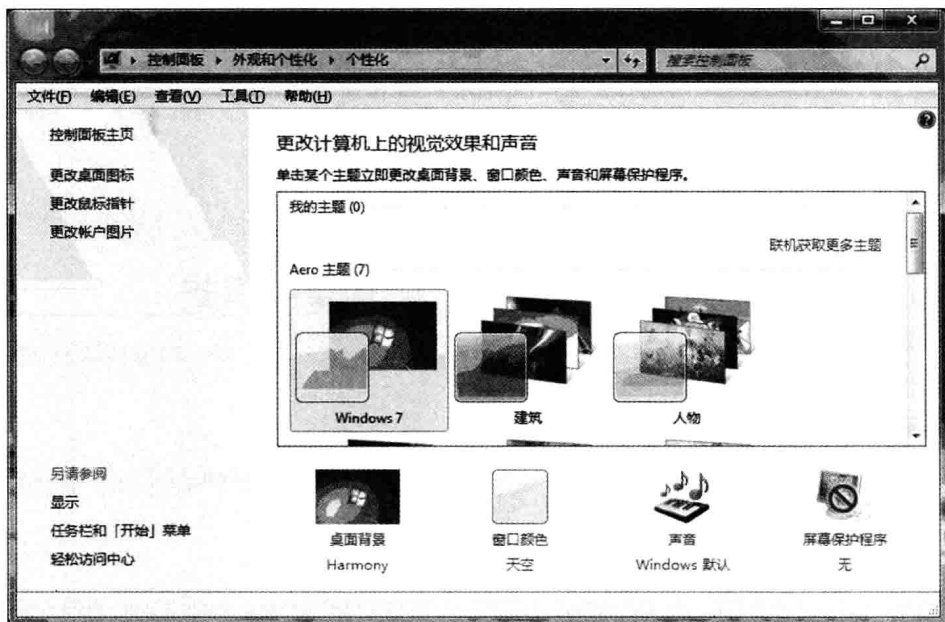 控制面板 ▸ 外观和个性化 ▸ 个性化
搜索控制面板
文件(F) 编辑(E) 查看(V) 工具(T) 帮助(H)
控制面板主页
更改桌面图标
更改鼠标指针
更改帐户图片
更改计算机上的视觉效果和声音
单击某个主题立即更改桌面背景、窗口颜色、声音和屏幕保护程序。
我的主题 (0)
联机获取更多主题
Aero 主题 (7)
Windows 7
建筑
人物
另请参阅
显示
任务栏和「开始」菜单
轻松访问中心
桌面背景
Harmony
窗口颜色
天空
声音
Windows 默认
屏幕保护程序
无